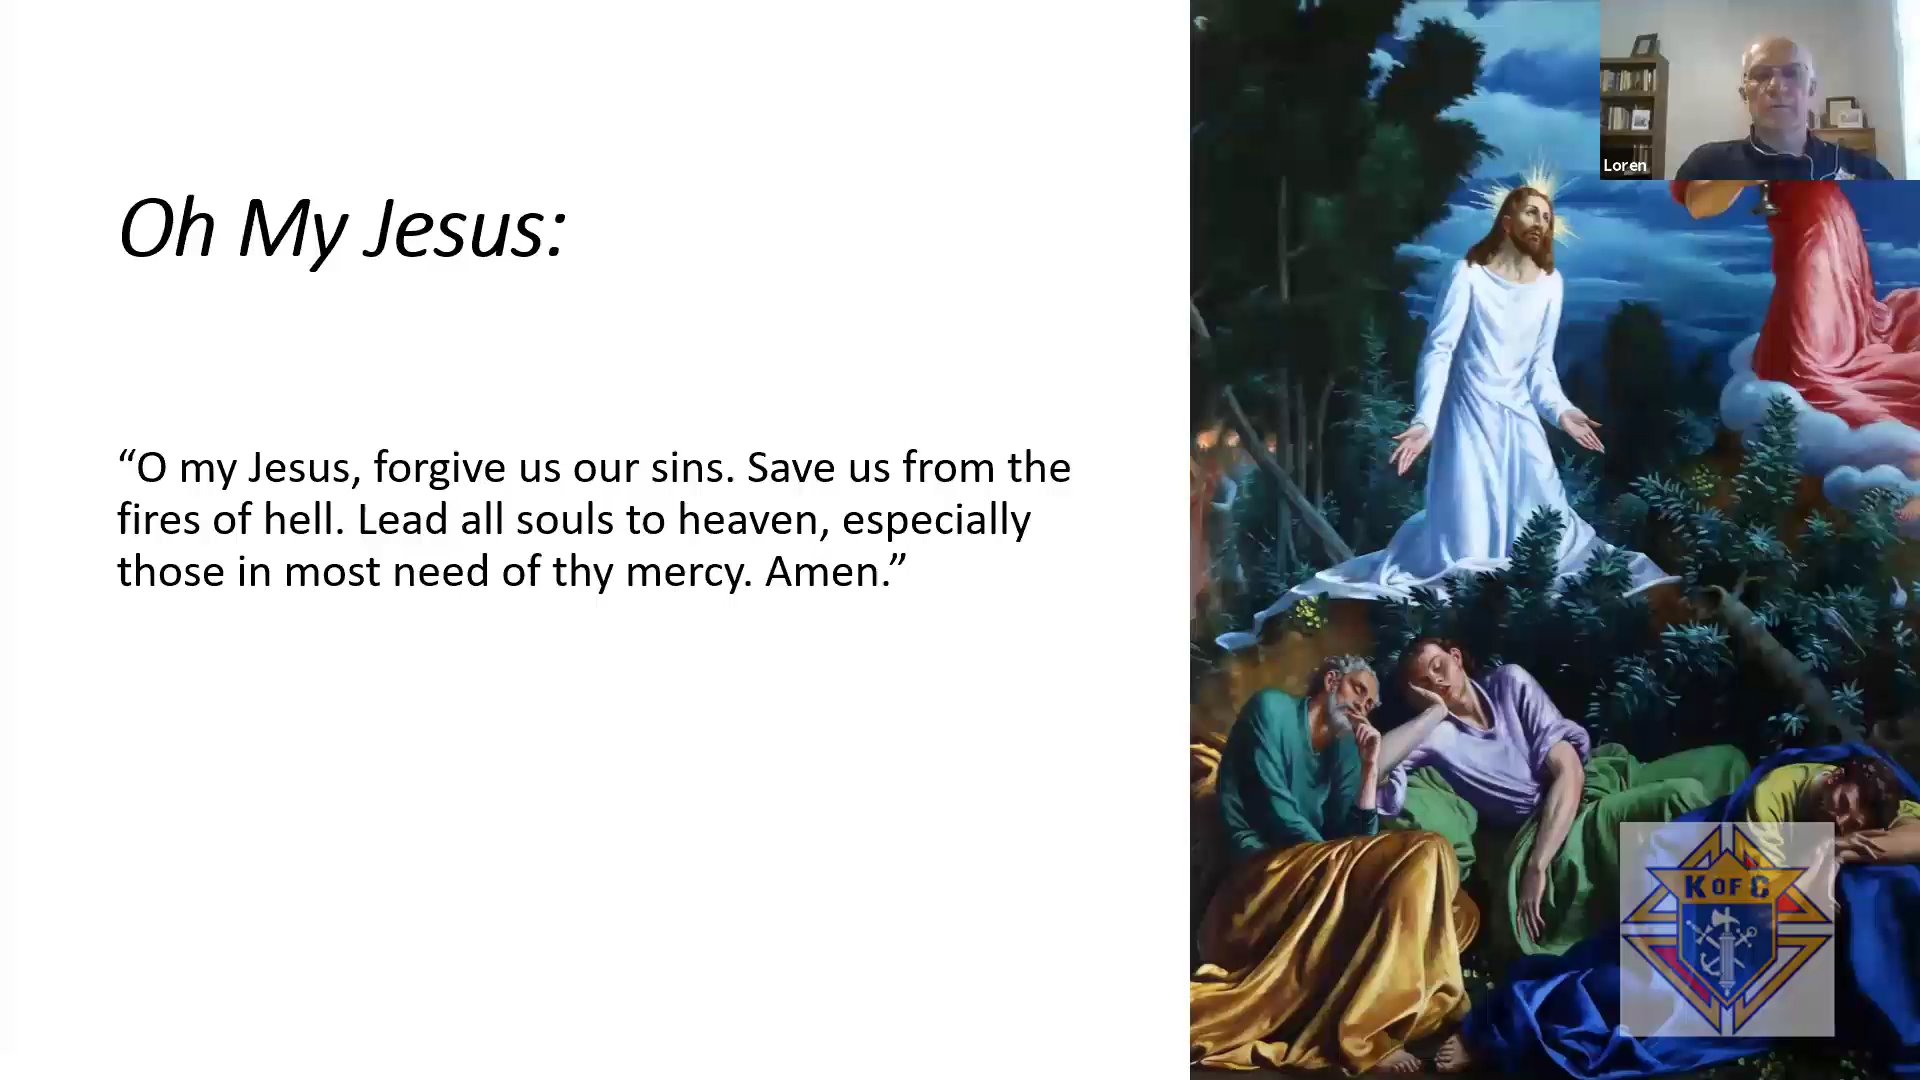 Oh My Jesus:
“O my Jesus, forgive us our sins. Save us from the
fires of hell. Lead all souls to heaven, especially
those in most need of thy mercy. Amen.”
Loren
K OF C